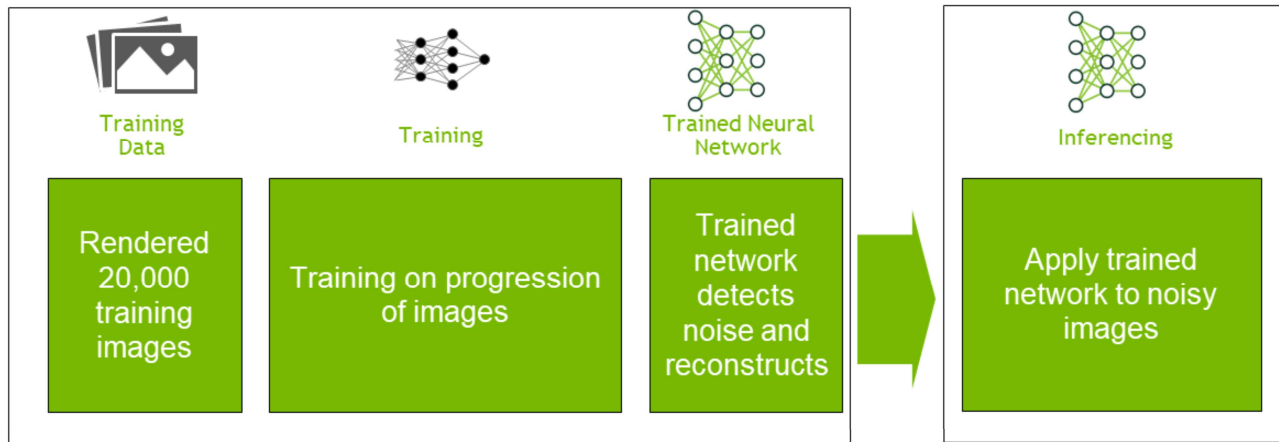 Training
Data
Training
Trained Neural
Network
Inferencing
Rendered
20,000
training
images
Training on progression
of images
Trained
network
detects
noise and
reconstructs
Apply trained
network to noisy
images